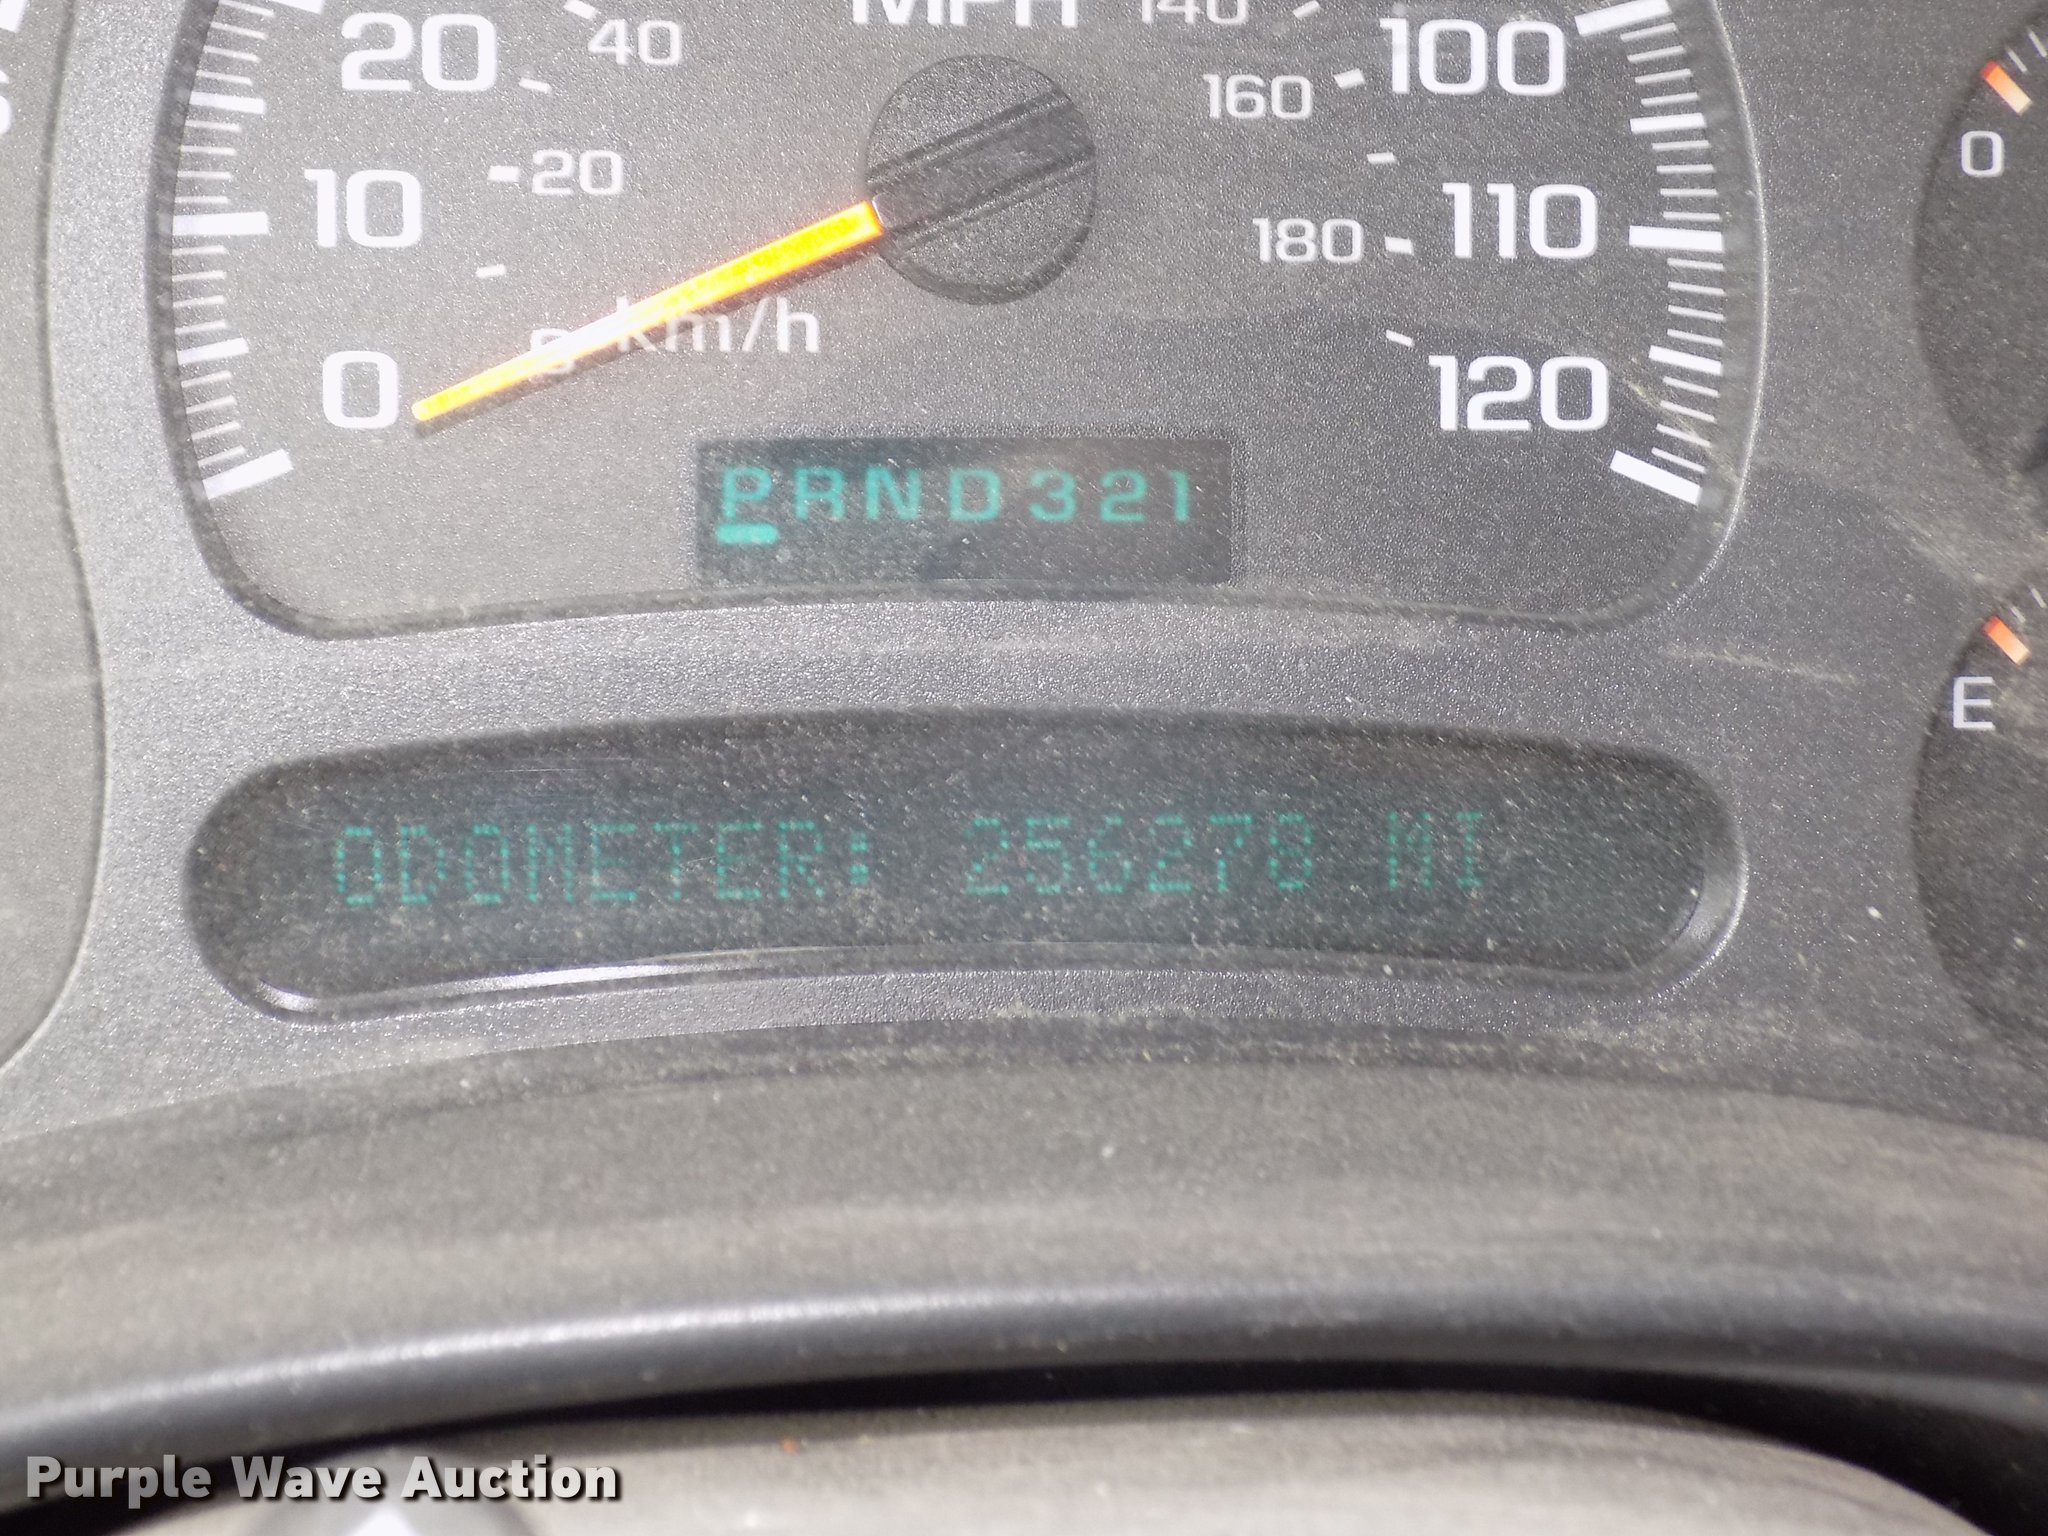 MPH
20 40 140 100
160
10 20 180 110
0 km/h 120
0
PRND321
E
ODOMETER: 256278 MI
Purple Wave Auction